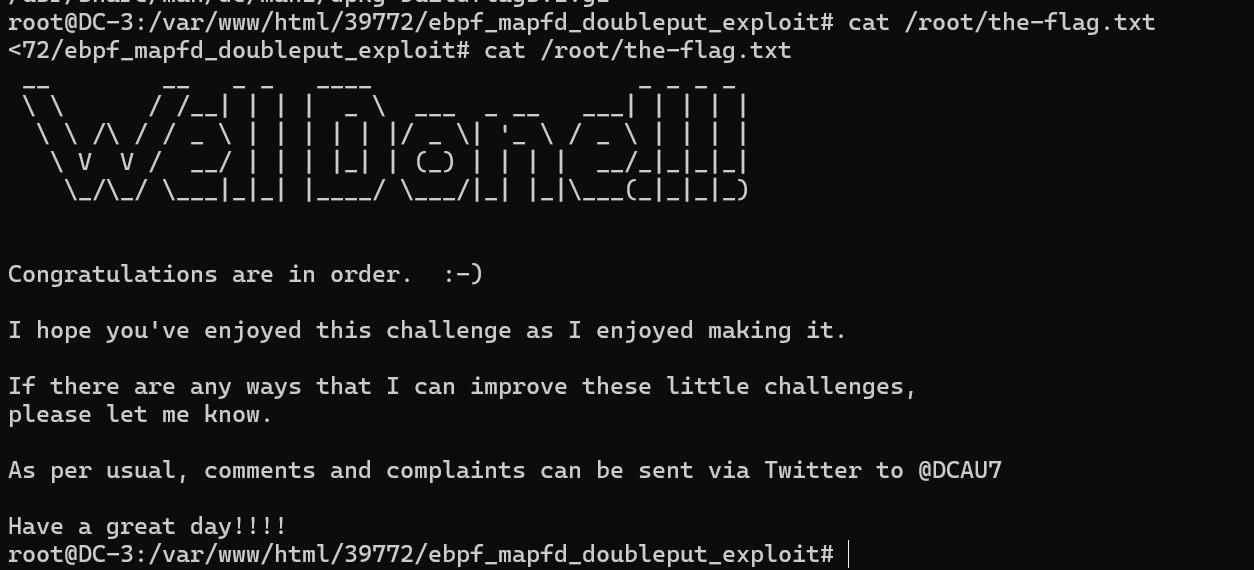 root@DC-3:/var/www/html/39772/ebpf_mapfd_doubleput_exploit# cat /root/the-flag.txt
<72/ebpf_mapfd_doubleput_exploit# cat /root/the-flag.txt
Well Done!!!!
Congratulations are in order.  :-)
I hope you've enjoyed this challenge as I enjoyed making it.
If there are any ways that I can improve these little challenges,
please let me know.
As per usual, comments and complaints can be sent via Twitter to @DCAU7
Have a great day!!!!
root@DC-3:/var/www/html/39772/ebpf_mapfd_doubleput_exploit#